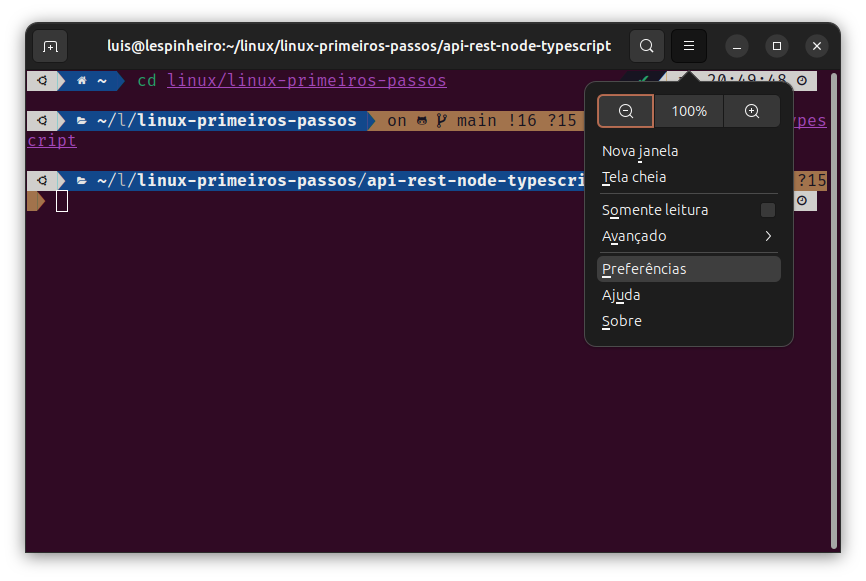 luis@lespinheiro:~/linux/linux-primeiros-passos/api-rest-node-typescript
~ cd linux/linux-primeiros-passos
20:49:48
~/l/linux-primeiros-passos on main !16 ?15
ypes
cript
~/l/linux-primeiros-passos/api-rest-node-typescri
?15
100%
Nova janela
Tela cheia
Somente leitura
Avançado
Preferências
Ajuda
Sobre